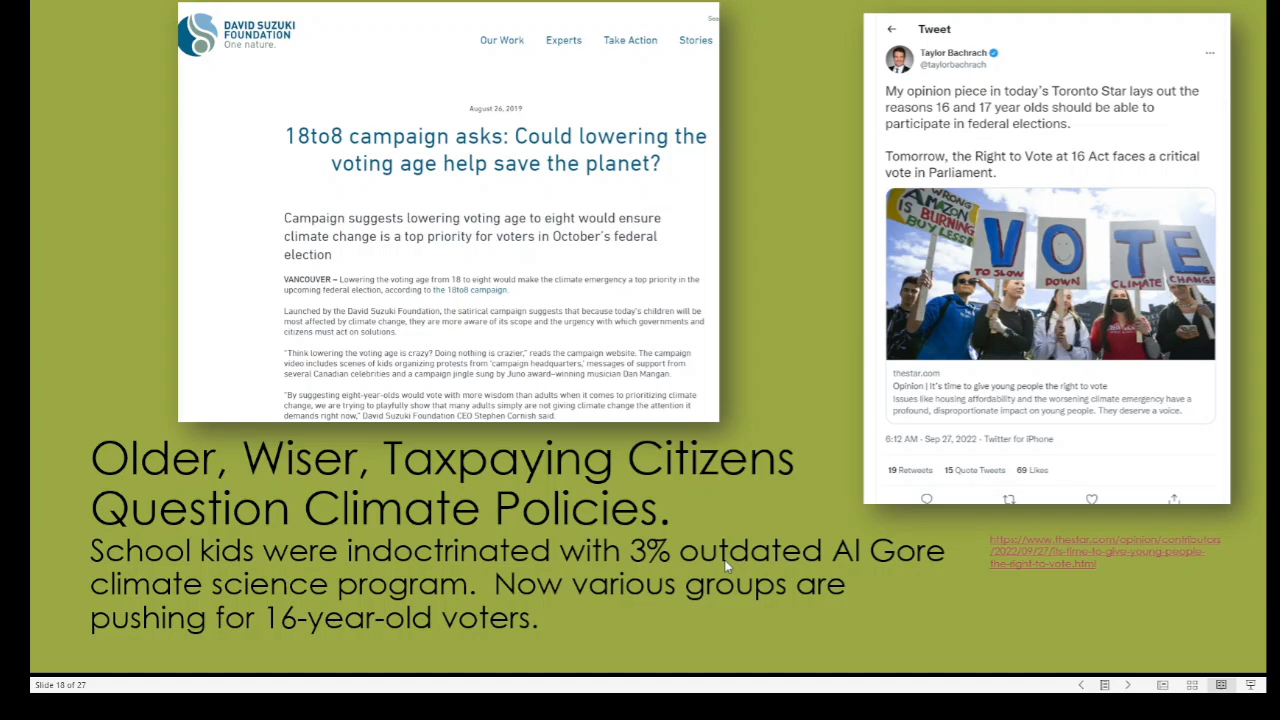 DAVID SUZUKI
FOUNDATION
One nature.
Our Work
Experts
Take Action
Stories
August 26, 2019
18to8 campaign asks: Could lowering the
voting age help save the planet?
Campaign suggests lowering voting age to eight would ensure
climate change is a top priority for voters in October's federal
election
VANCOUVER – Lowering the voting age from 18 to eight would make the climate emergency a top priority in the
upcoming federal election, according to the 18to8 campaign.
Launched by the David Suzuki Foundation, the satirical campaign suggests that because today's children will be
most affected by climate change, they are more aware of its scope and the urgency with which governments and
citizens must act on solutions.
"Think lowering the voting age is crazy? Doing nothing is crazier," reads the campaign website. The campaign
video includes scenes of kids organizing protests from 'campaign headquarters,' messages of support from
several Canadian celebrities and a campaign jingle sung by Juno award–winning musician Dan Mangan.
"By suggesting eight-year-olds would vote with more wisdom than adults when it comes to prioritizing climate
change, we are trying to playfully show that many adults simply are not giving climate change the attention it
demands right now," David Suzuki Foundation CEO Stephen Cornish said.
Tweet
Taylor Bachrach
@taylorbachrach
My opinion piece in today's Toronto Star lays out the
reasons 16 and 17 year olds should be able to
participate in federal elections.
Tomorrow, the Right to Vote at 16 Act faces a critical
vote in Parliament.
WRONG
AMAZON
IS BURNING
BUY LESS!
VOTE
TO SLOW DOWN CLIMATE CHANGE
thestar.com
Opinion | It's time to give young people the right to vote
Issues like housing affordability and the worsening climate emergency have a
profound, disproportionate impact on young people. They deserve a voice.
6:12 AM - Sep 27, 2022 - Twitter for iPhone
19 Retweets 15 Quote Tweets 69 Likes
Older, Wiser, Taxpaying Citizens
Question Climate Policies.
School kids were indoctrinated with 3% outdated Al Gore
climate science program. Now various groups are
pushing for 16-year-old voters.
https://www.thestar.com/opinion/contributors
/2022/09/27/its-time-to-give-young-people-
the-right-to-vote.html
Slide 18 of 27